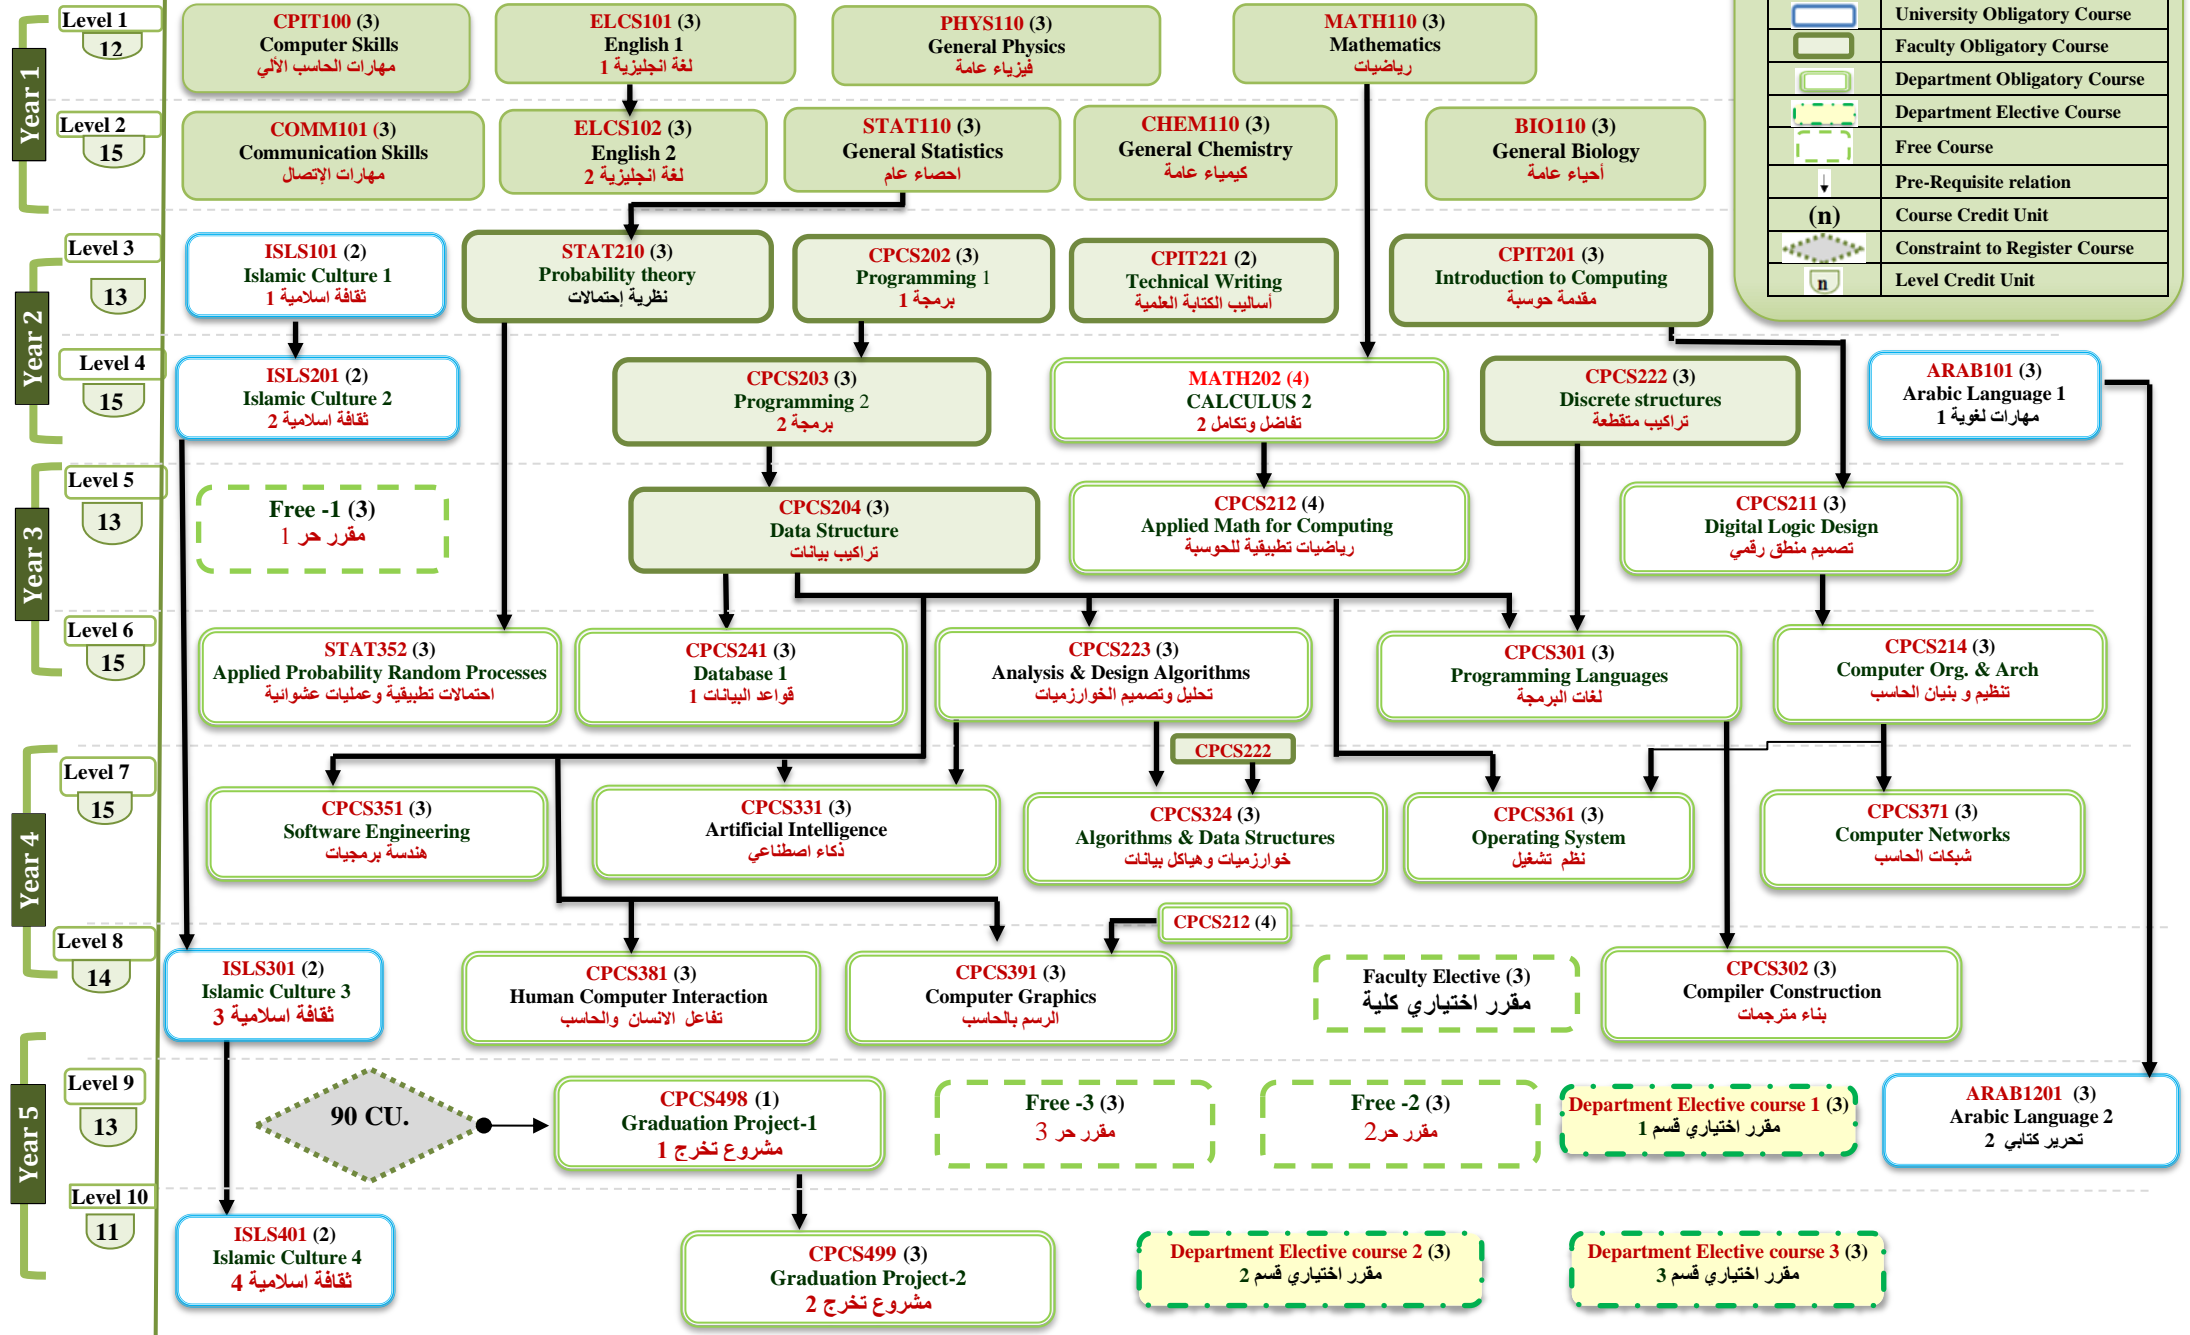 Year 1
Level 1
12
CPIT100 (3)
Computer Skills
مهارات الحاسب الألي
ELCS101 (3)
English 1
لغة انجليزية 1
PHYS110 (3)
General Physics
فيزياء عامة
MATH110 (3)
Mathematics
رياضيات
Level 2
15
COMM101 (3)
Communication Skills
مهارات الإتصال
ELCS102 (3)
English 2
لغة انجليزية 2
STAT110 (3)
General Statistics
احصاء عام
CHEM110 (3)
General Chemistry
كيمياء عامة
BIO110 (3)
General Biology
أحياء عامة
University Obligatory Course
Faculty Obligatory Course
Department Obligatory Course
Department Elective Course
Free Course
Pre-Requisite relation
(n) Course Credit Unit
Constraint to Register Course
n Level Credit Unit
Year 2
Level 3
13
ISLS101 (2)
Islamic Culture 1
ثقافة اسلامية 1
STAT210 (3)
Probability theory
نظرية إحتمالات
CPCS202 (3)
Programming 1
برمجة 1
CPIT221 (2)
Technical Writing
أساليب الكتابة العلمية
CPIT201 (3)
Introduction to Computing
مقدمة حوسبة
Level 4
15
ISLS201 (2)
Islamic Culture 2
ثقافة اسلامية 2
CPCS203 (3)
Programming 2
برمجة 2
MATH202 (4)
CALCULUS 2
تفاضل وتكامل 2
CPCS222 (3)
Discrete structures
تراكيب متقطعة
ARAB101 (3)
Arabic Language 1
مهارات لغوية 1
Year 3
Level 5
13
Free -1 (3)
مقرر حر 1
CPCS204 (3)
Data Structure
تراكيب بيانات
CPCS212 (4)
Applied Math for Computing
رياضيات تطبيقية للحوسبة
CPCS211 (3)
Digital Logic Design
تصميم منطق رقمي
Level 6
15
STAT352 (3)
Applied Probability Random Processes
احتمالات تطبيقية وعمليات عشوائية
CPCS241 (3)
Database 1
قواعد البيانات 1
CPCS223 (3)
Analysis & Design Algorithms
تحليل وتصميم الخوارزميات
CPCS301 (3)
Programming Languages
لغات البرمجة
CPCS214 (3)
Computer Org. & Arch
تنظيم و بنيان الحاسب
Year 4
Level 7
15
CPCS222
CPCS351 (3)
Software Engineering
هندسة برمجيات
CPCS331 (3)
Artificial Intelligence
ذكاء اصطناعي
CPCS324 (3)
Algorithms & Data Structures
خوارزميات وهياكل بيانات
CPCS361 (3)
Operating System
نظم تشغيل
CPCS371 (3)
Computer Networks
شبكات الحاسب
Level 8
14
CPCS212 (4)
ISLS301 (2)
Islamic Culture 3
ثقافة اسلامية 3
CPCS381 (3)
Human Computer Interaction
تفاعل الانسان والحاسب
CPCS391 (3)
Computer Graphics
الرسم بالحاسب
Faculty Elective (3)
مقرر اختياري كلية
CPCS302 (3)
Compiler Construction
بناء مترجمات
Year 5
Level 9
13
90 CU.
CPCS498 (1)
Graduation Project-1
مشروع تخرج 1
Free -3 (3)
مقرر حر 3
Free -2 (3)
مقرر حر2
Department Elective course 1 (3)
مقرر اختياري قسم 1
ARAB1201 (3)
Arabic Language 2
تحرير كتابي 2
Level 10
11
ISLS401 (2)
Islamic Culture 4
ثقافة اسلامية 4
CPCS499 (3)
Graduation Project-2
مشروع تخرج 2
Department Elective course 2 (3)
مقرر اختياري قسم 2
Department Elective course 3 (3)
مقرر اختياري قسم 3